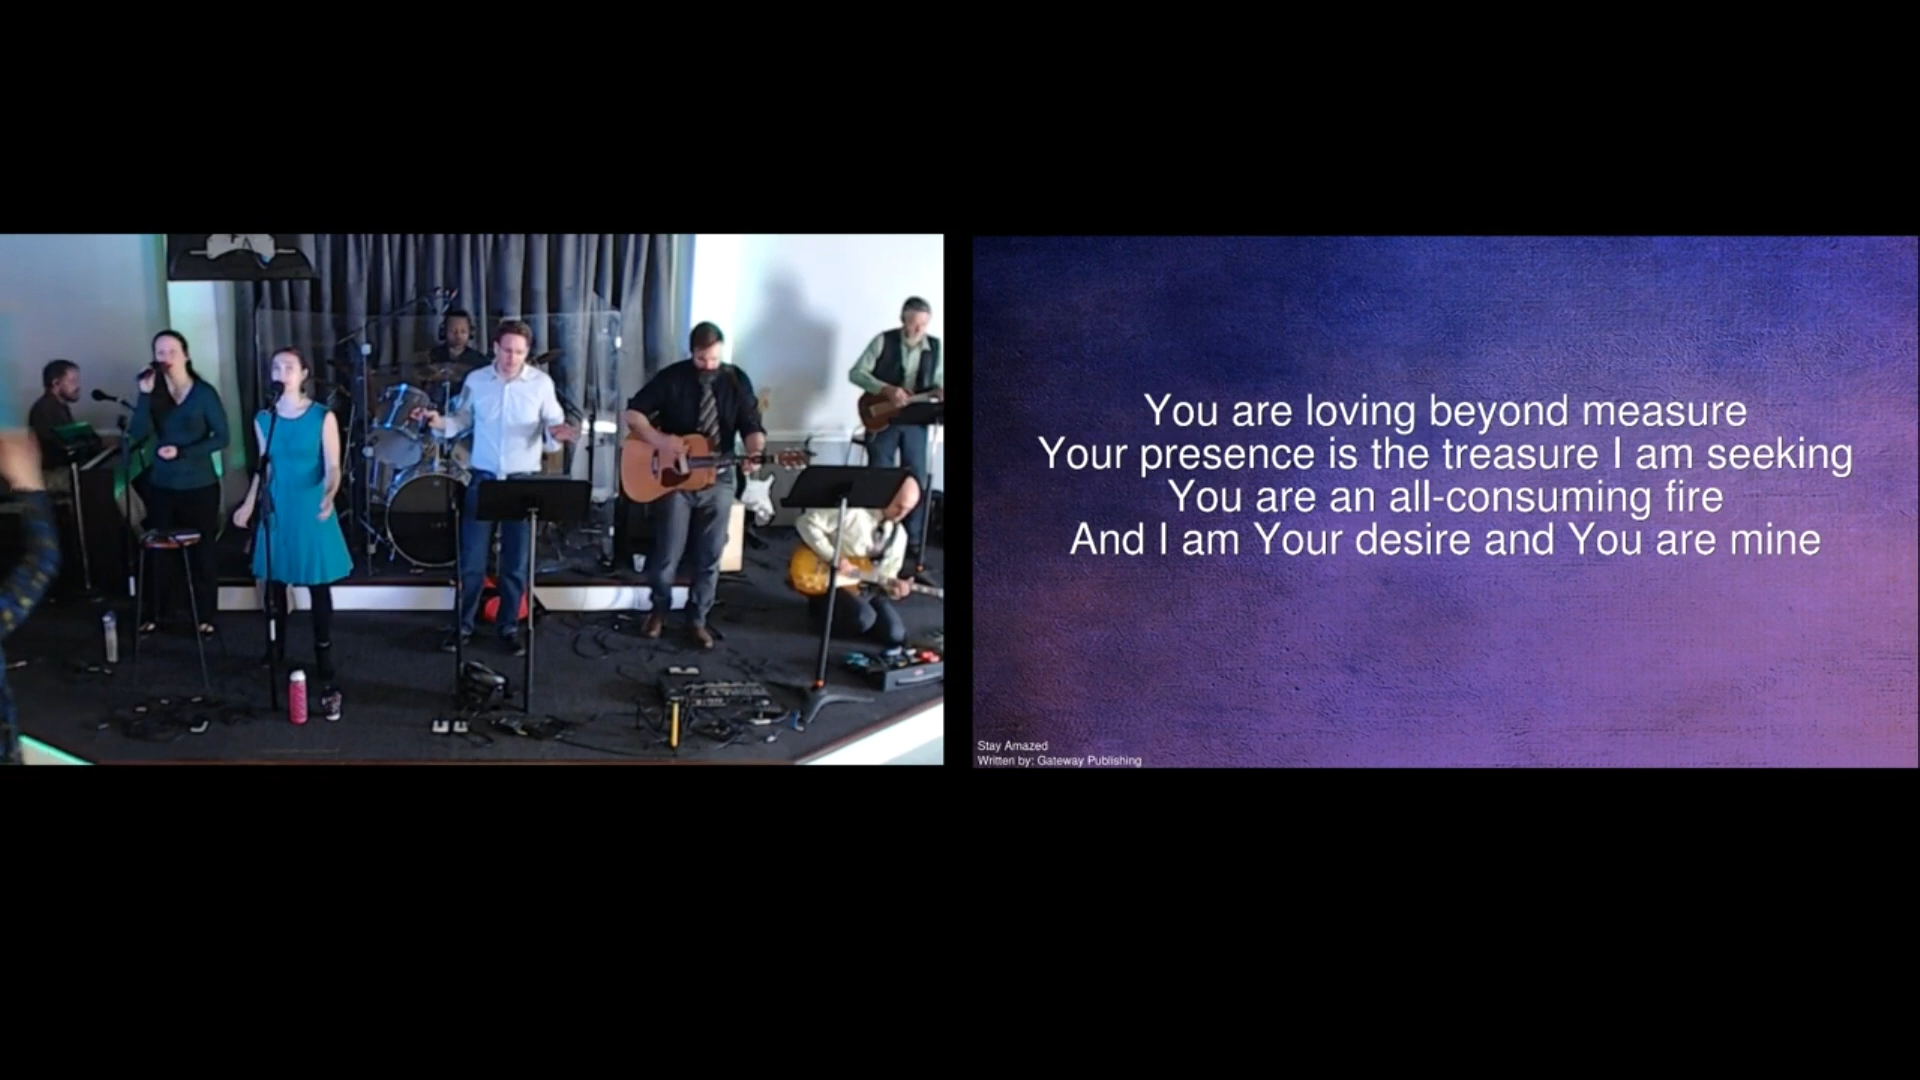 You are loving beyond measure
Your presence is the treasure I am seeking
You are an all-consuming fire
And I am Your desire and You are mine
Stay Amazed
Written by: Gateway Publishing